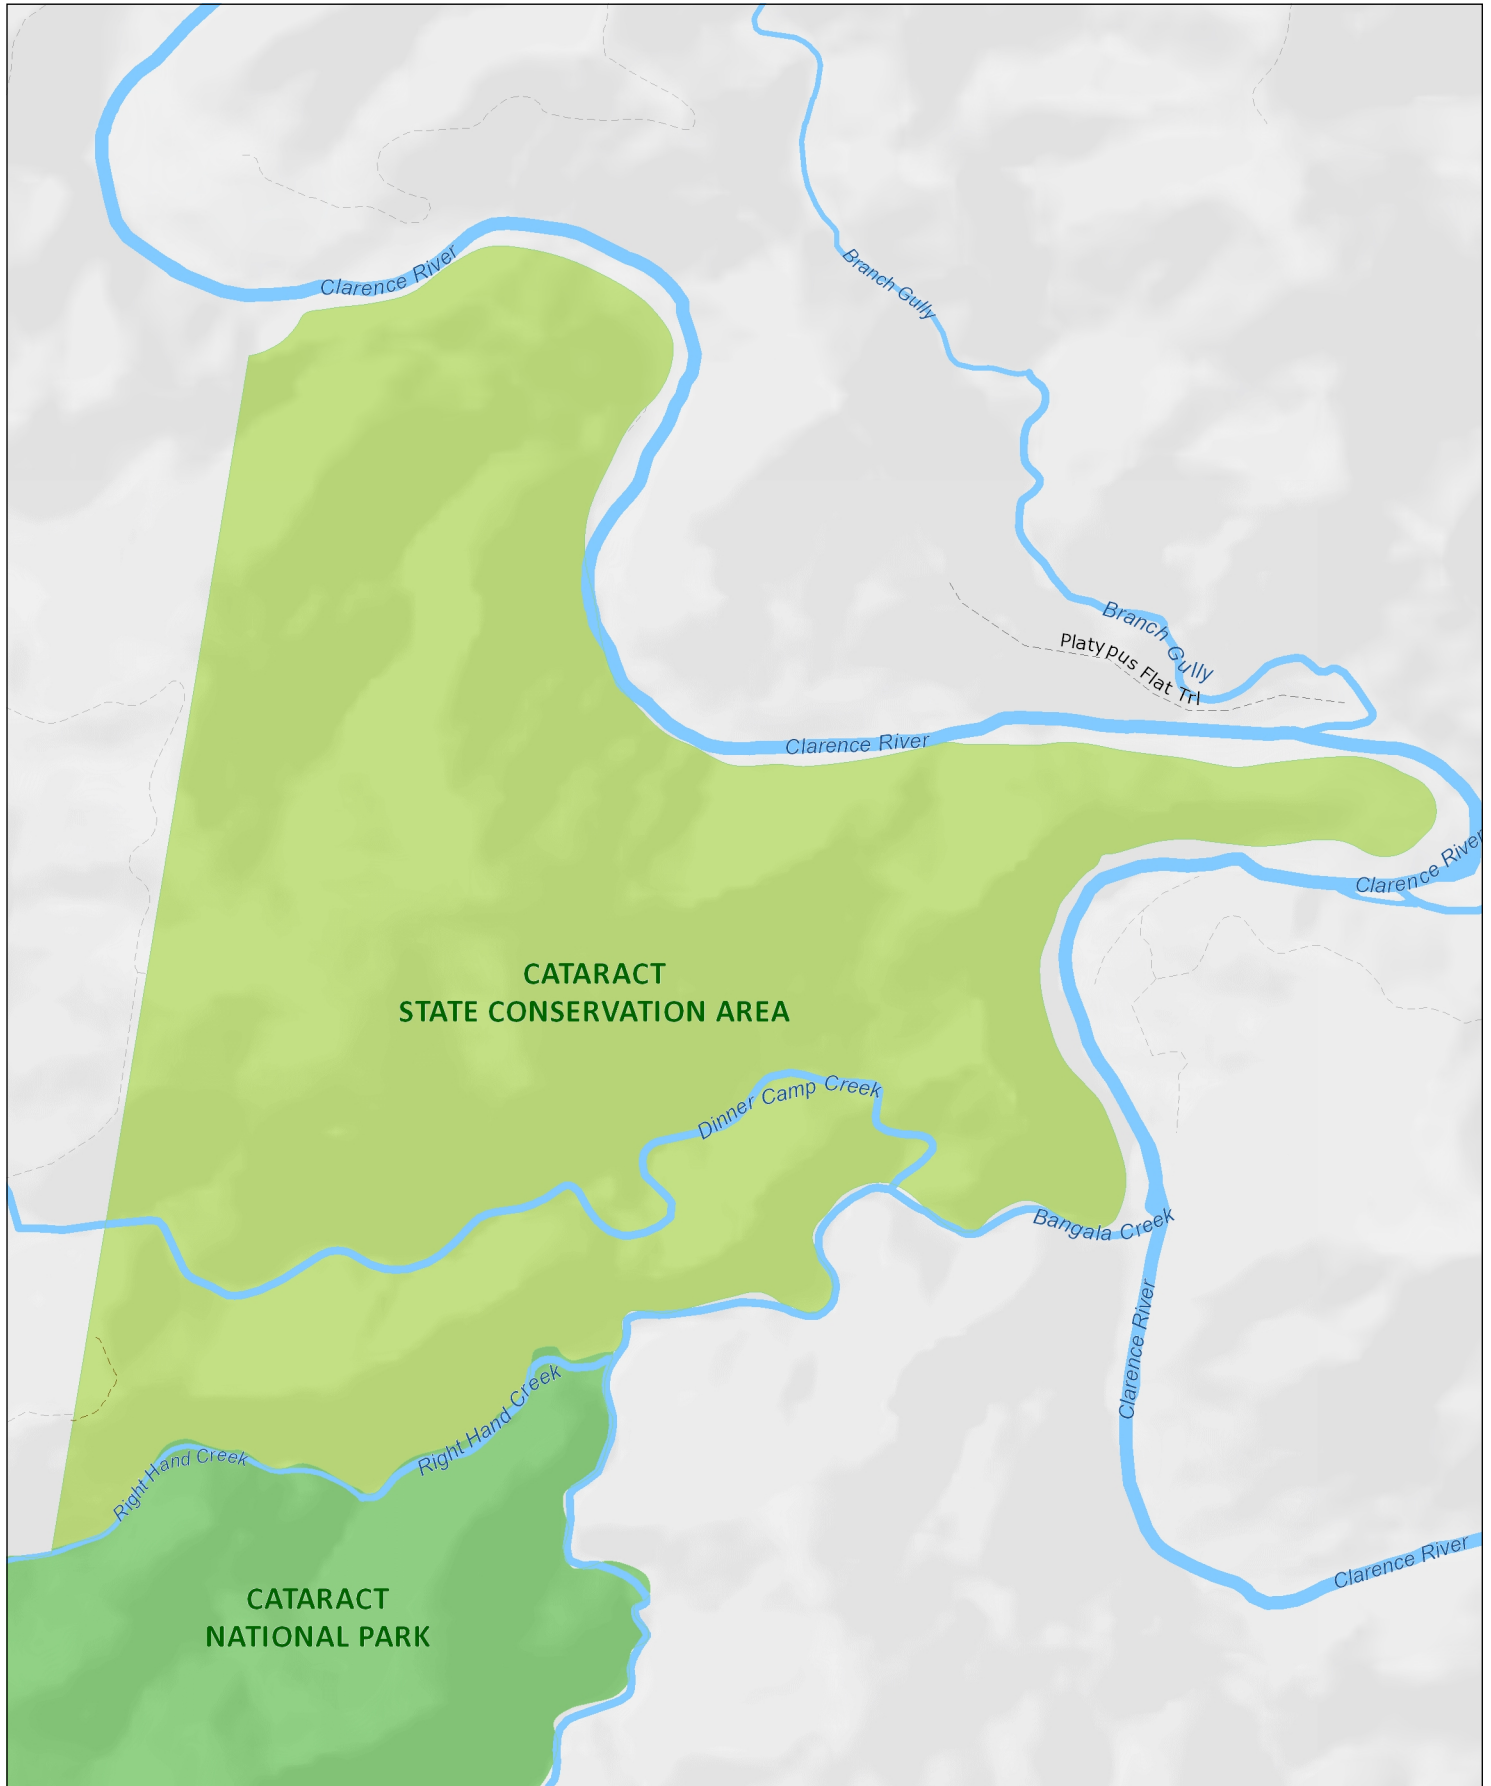 Clarence River
Branch Gully
Branch Gully
Platypus Flat Trl
Clarence River
Clarence River
CATARACT
STATE CONSERVATION AREA
Dinner Camp Creek
Bangala Creek
Clarence River
Right Hand Creek
Right Hand Creek
Clarence River
CATARACT
NATIONAL PARK